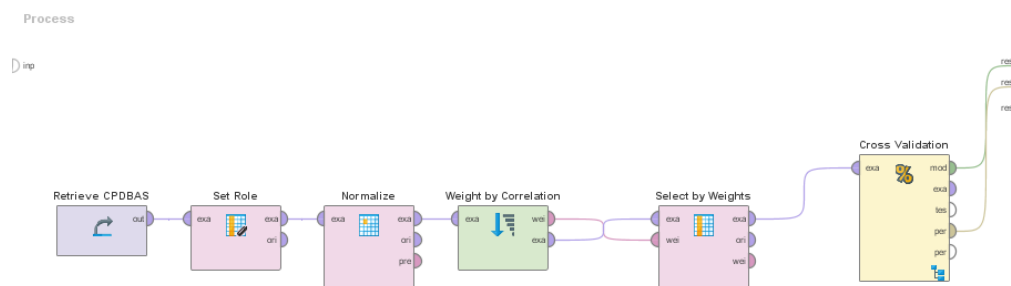 Process
inp
res
res
res
Cross Validation
exa
mod
exa
tes
per
per
Retrieve CPDBAS
out
Set Role
exa
exa
ori
Normalize
exa
exa
ori
pre
Weight by Correlation
exa
wei
exa
Select by Weights
exa
exa
wei
ori
wei